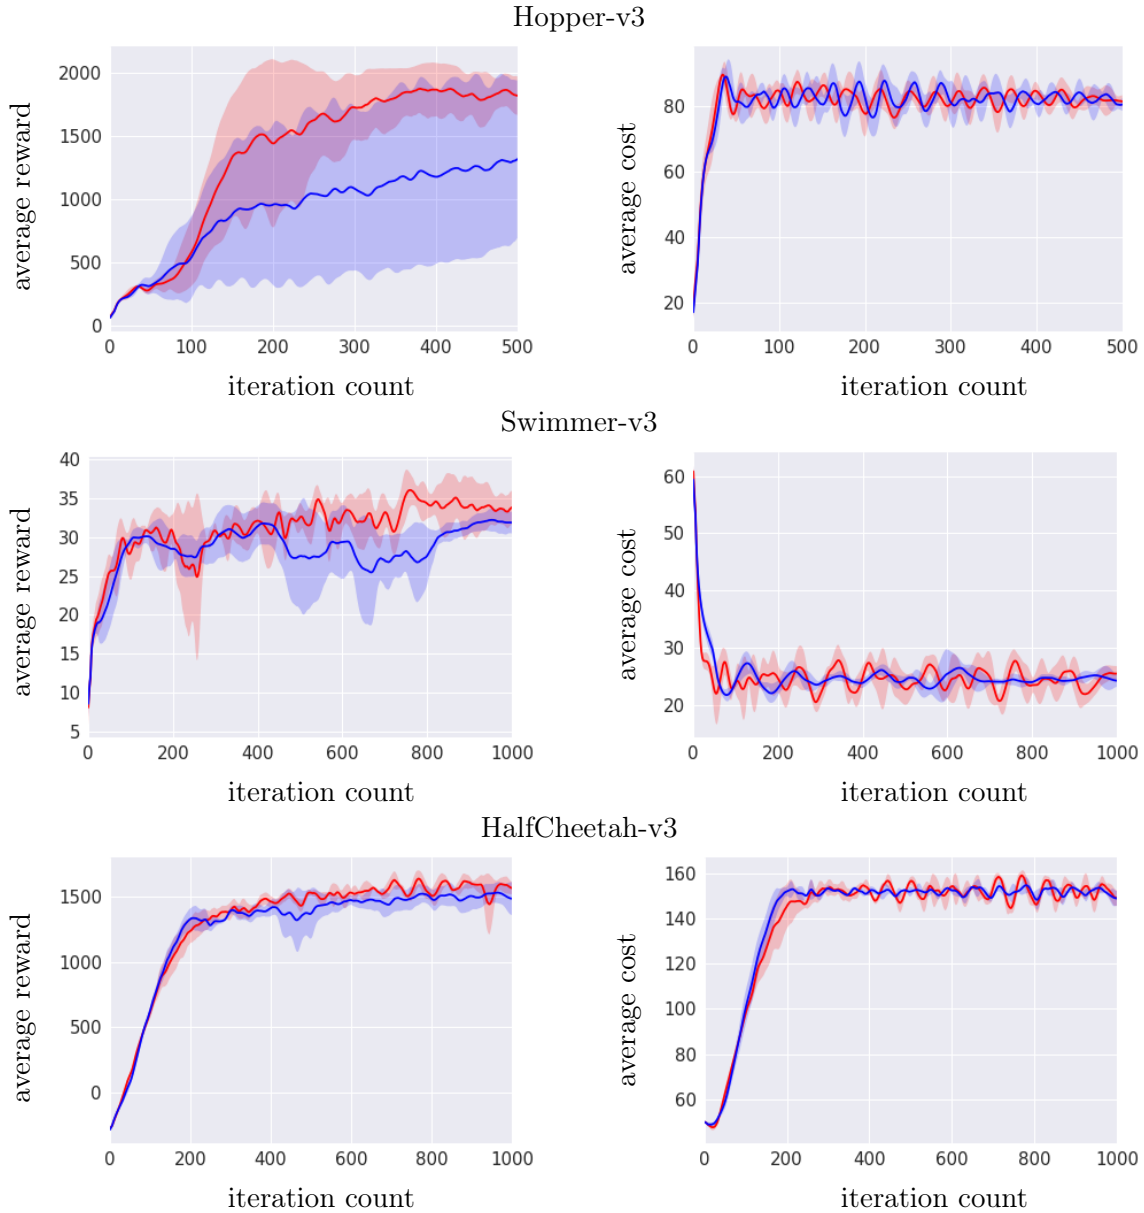 Hopper-v3
average reward
2000
1500
1000
500
0
0 100 200 300 400 500
iteration count
average cost
80
60
40
20
0 100 200 300 400 500
iteration count
Swimmer-v3
average reward
40
35
30
25
20
15
10
5
0 200 400 600 800 1000
iteration count
average cost
60
50
40
30
20
0 200 400 600 800 1000
iteration count
HalfCheetah-v3
average reward
1500
1000
500
0
0 200 400 600 800 1000
iteration count
average cost
160
140
120
100
80
60
0 200 400 600 800 1000
iteration count